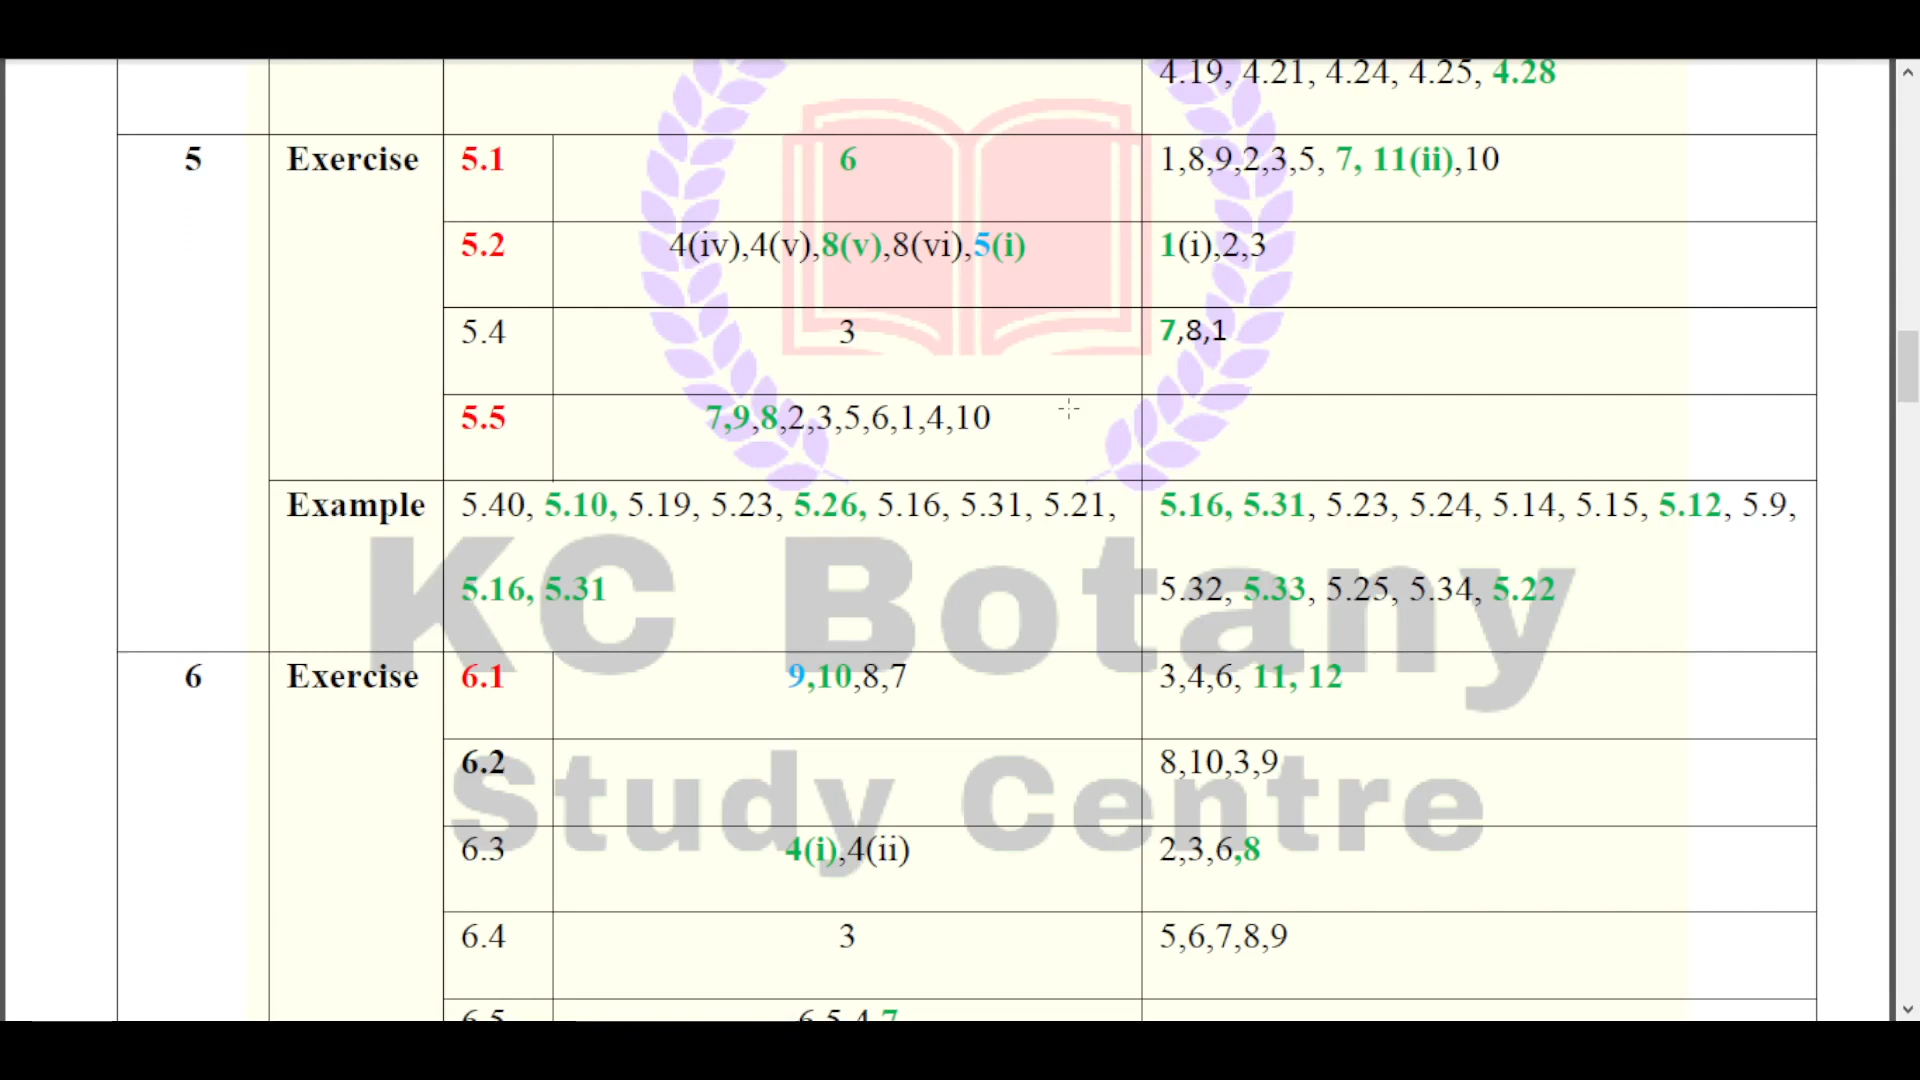 4.19, 4.21, 4.24, 4.25, 4.28
5 Exercise 5.1 6 1,8,9,2,3,5, 7, 11(ii),10
5.2 4(iv),4(v),8(v),8(vi),5(i) 1(i),2,3
5.4 3 7,8,1
5.5 7,9,8,2,3,5,6,1,4,10
Example 5.40, 5.10, 5.19, 5.23, 5.26, 5.16, 5.31, 5.21, 5.16, 5.31, 5.23, 5.24, 5.14, 5.15, 5.12, 5.9,
5.16, 5.31 5.32, 5.33, 5.25, 5.34, 5.22
KC Botany
6 Exercise 6.1 9,10,8,7 3,4,6, 11, 12
6.2 8,10,3,9
Study Centre
6.3 4(i),4(ii) 2,3,6,8
6.4 3 5,6,7,8,9
6.5 6,5,4,7